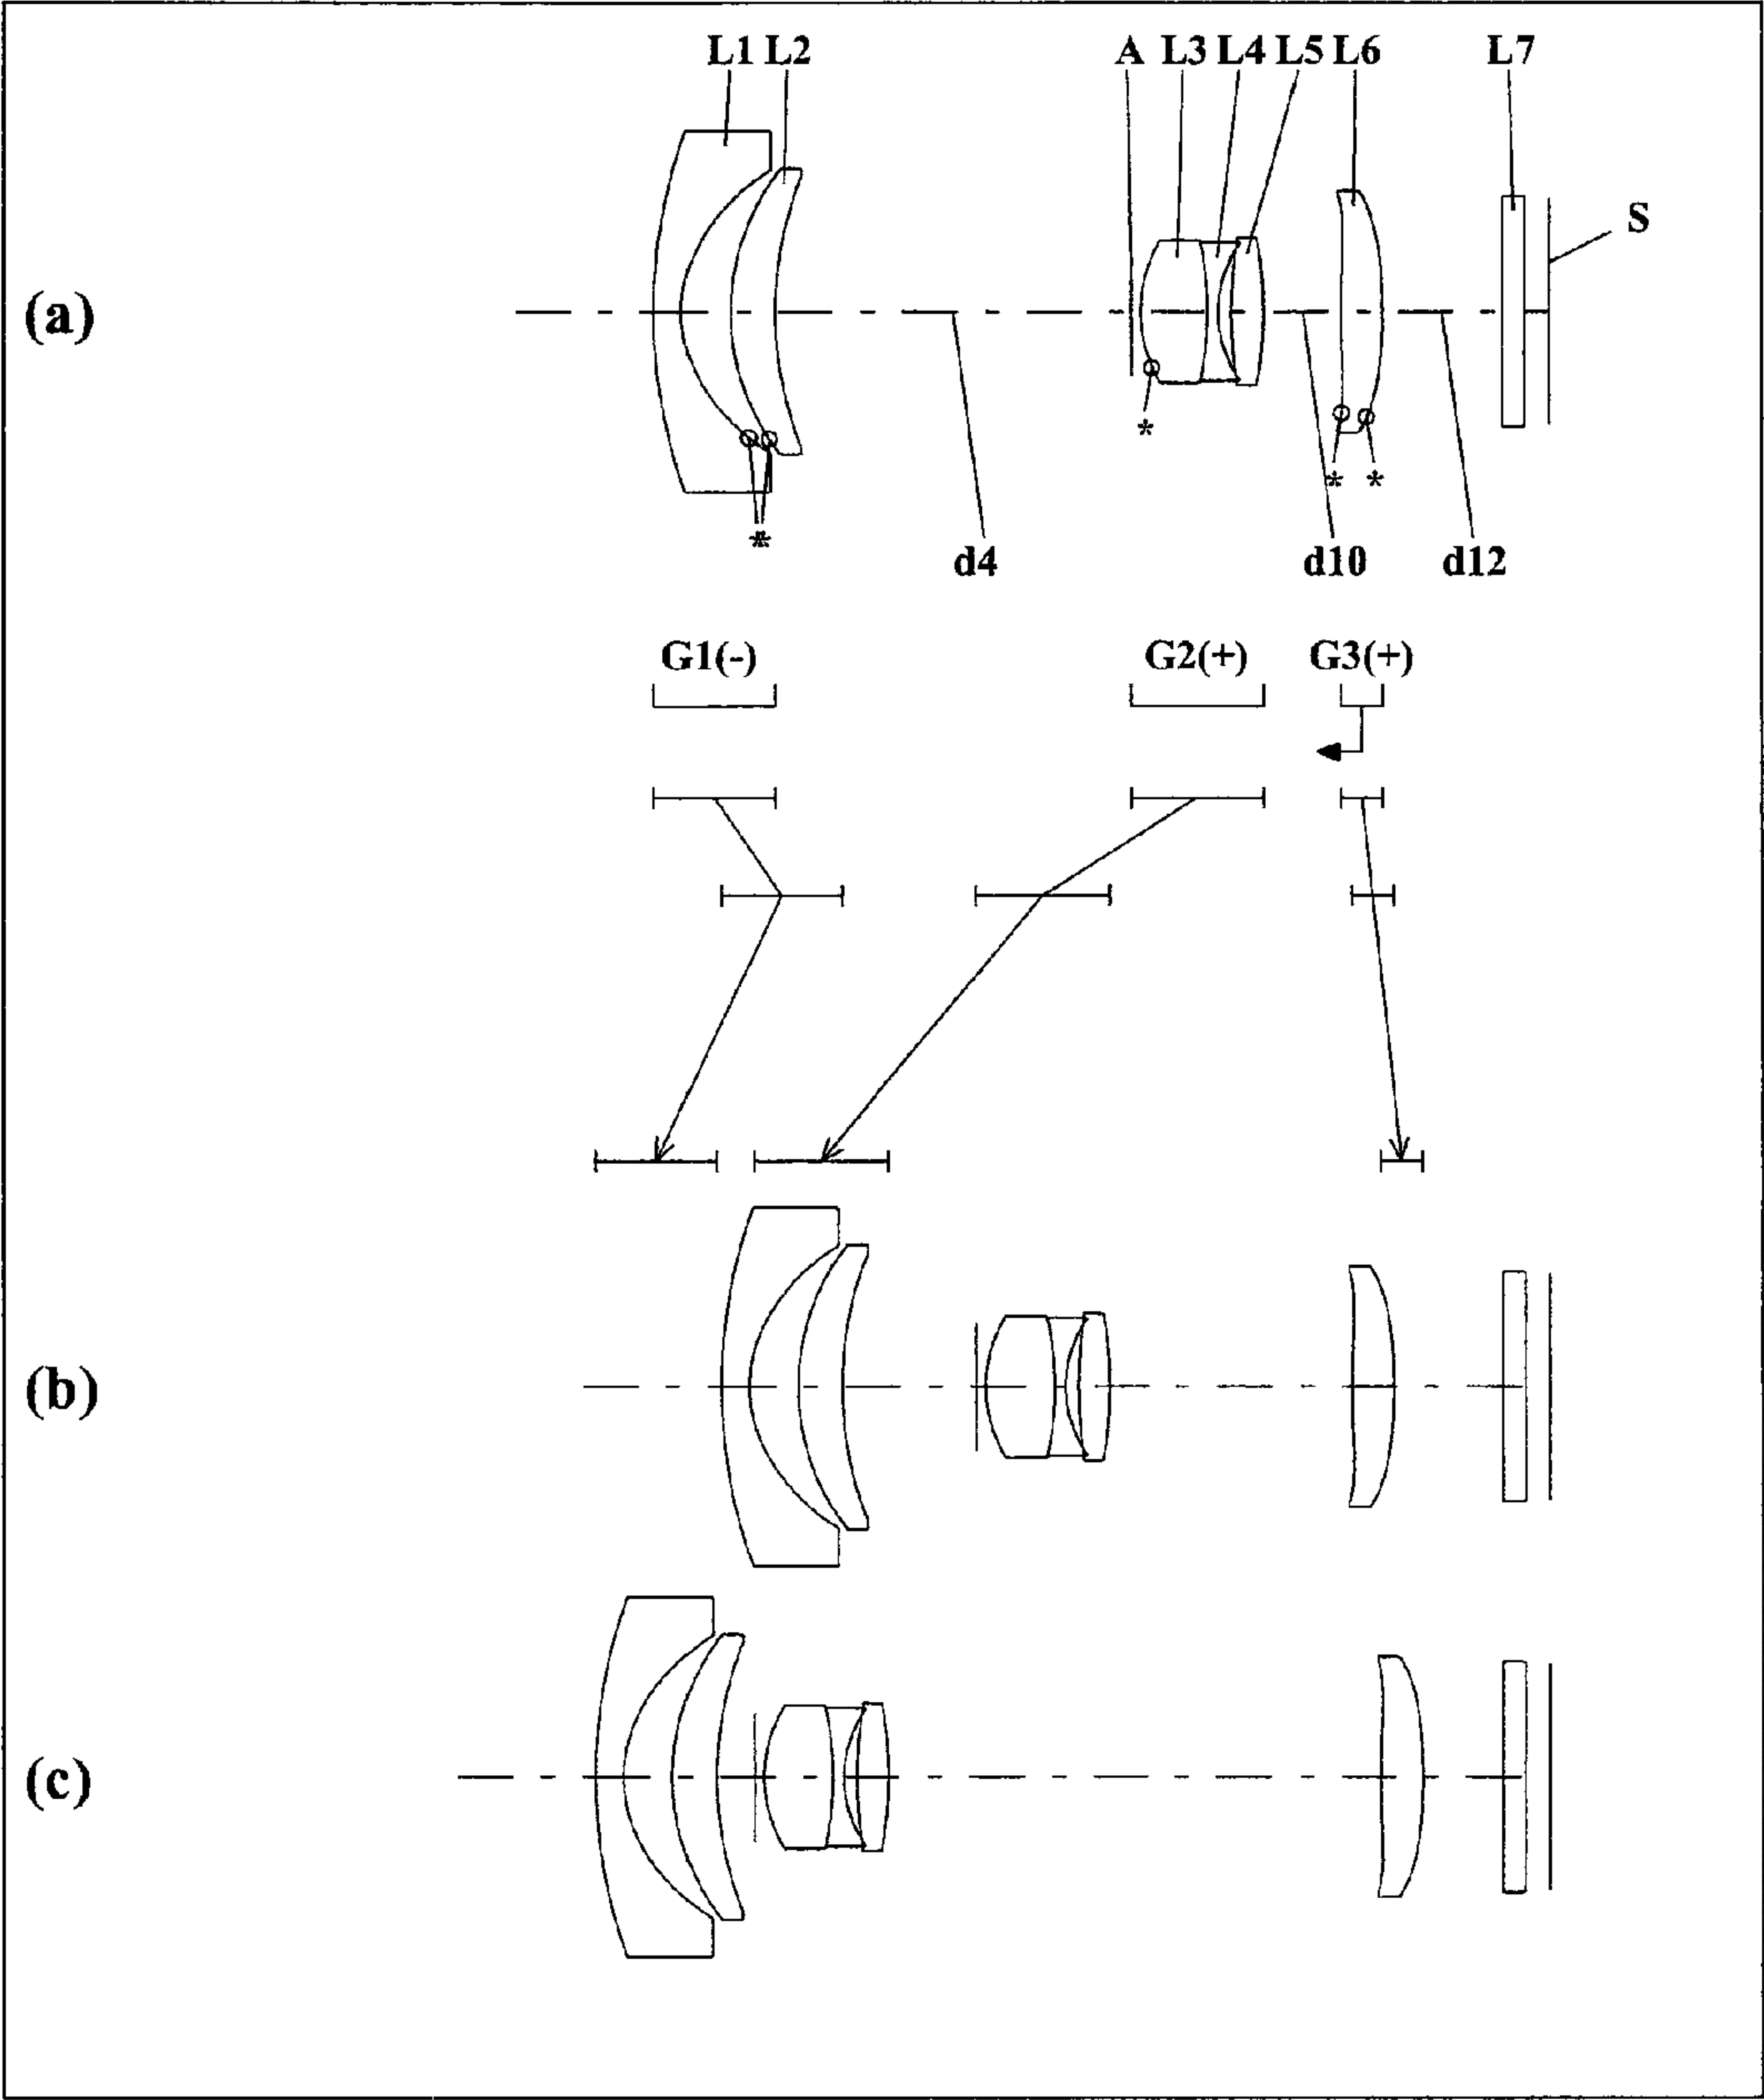 L1 L2 A L3 L4 L5 L6 L7
S
(a)
*
* *
*
d4 d10 d12
G1(-) G2(+) G3(+)
(b)
(c)